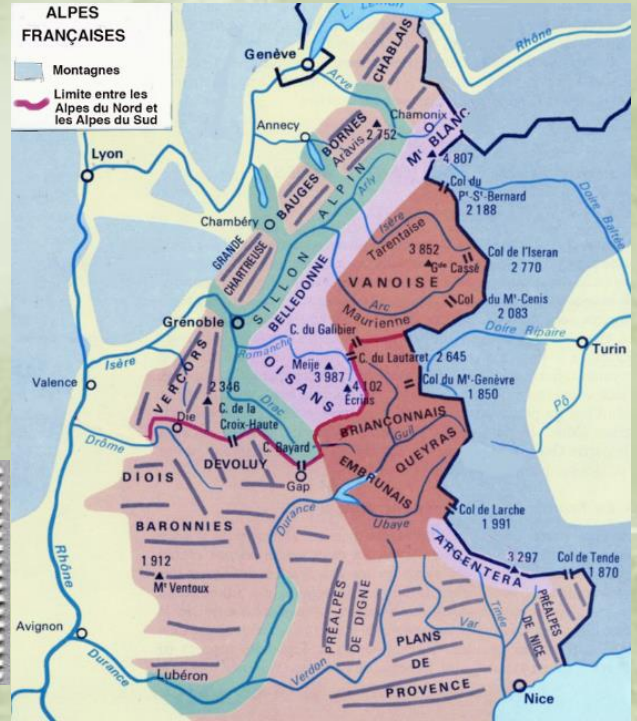 ALPES
FRANÇAISES
Montagnes
Limite entre les
Alpes du Nord et
les Alpes du Sud
L. Léman
Genève
Rhône
CHABLAIS
Arve
Chamonix
Annecy
BORNES
Aravis 2 752
Mᵗ BLANC
4 807
Lyon
BAUGES
ALPIN
Arly
Col du
Pᵗ-Sᵗ-Bernard
2 188
Doire Baltée
Chambéry
GRANDE
CHARTREUSE
SILLON
BELLEDONNE
Isère
Tarentaise
3 852
Gᵈᵉ Casse
Col de l'Iseran
2 770
VANOISE
Arc
Maurienne
Col du Mᵗ-Cenis
2 083
Grenoble
C. du Galibier
Doire Ripaire
Turin
Romanche
C. du Lautaret 2 645
Isère
OISANS
Meije
3 987
4 102
Écrins
Col du Mᵗ-Genèvre
1 850
Pô
Valence
VERCORS
2 346
Die
C. de la
Croix-Haute
Drac
BRIANÇONNAIS
Guil
QUEYRAS
Drôme
C. Bayard
DEVOLUY
Gap
EMBRUNAIS
DIOIS
Durance
Ubaye
Col de Larche
1 991
BARONNIES
ARGENTERA
3 297
Col de Tende
1 870
Rhône
1 912
Mᵗ Ventoux
PRÉALPES
DE DIGNE
Var
Tinée
PRÉALPES
DE NICE
Avignon
PLANS
DE
PROVENCE
Durance
Lubéron
Verdon
Nice